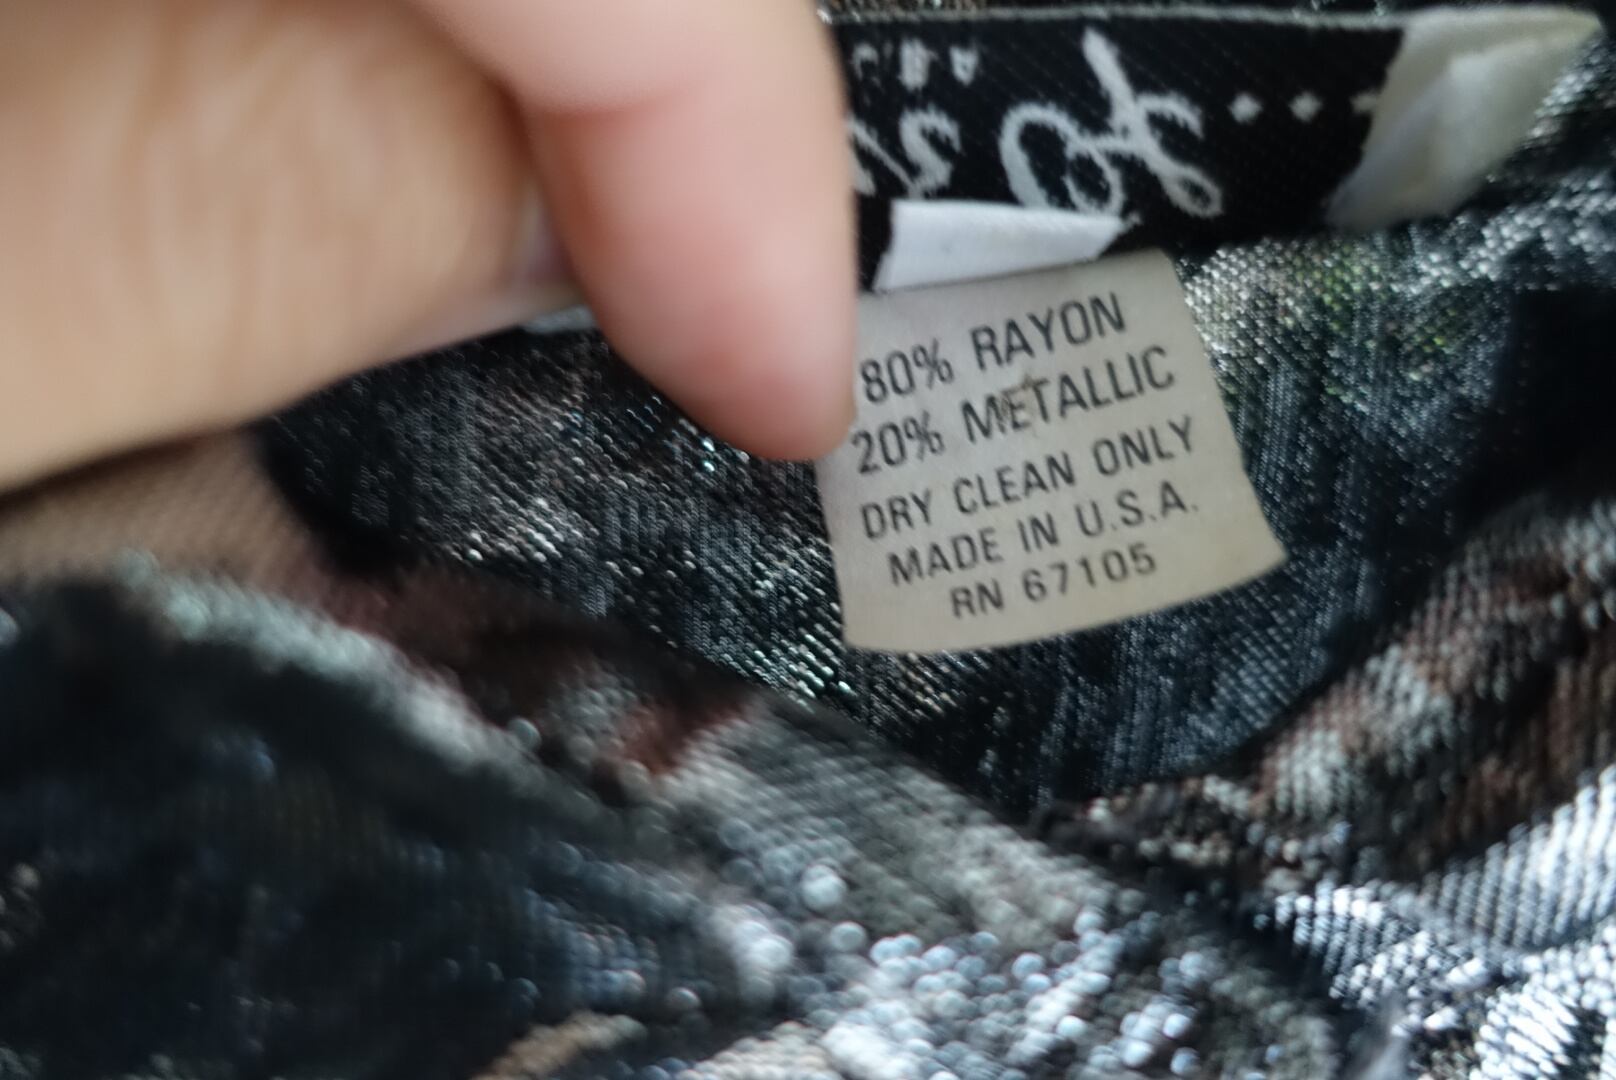 80% RAYON
20% METALLIC
DRY CLEAN ONLY
MADE IN U.S.A.
RN 67105